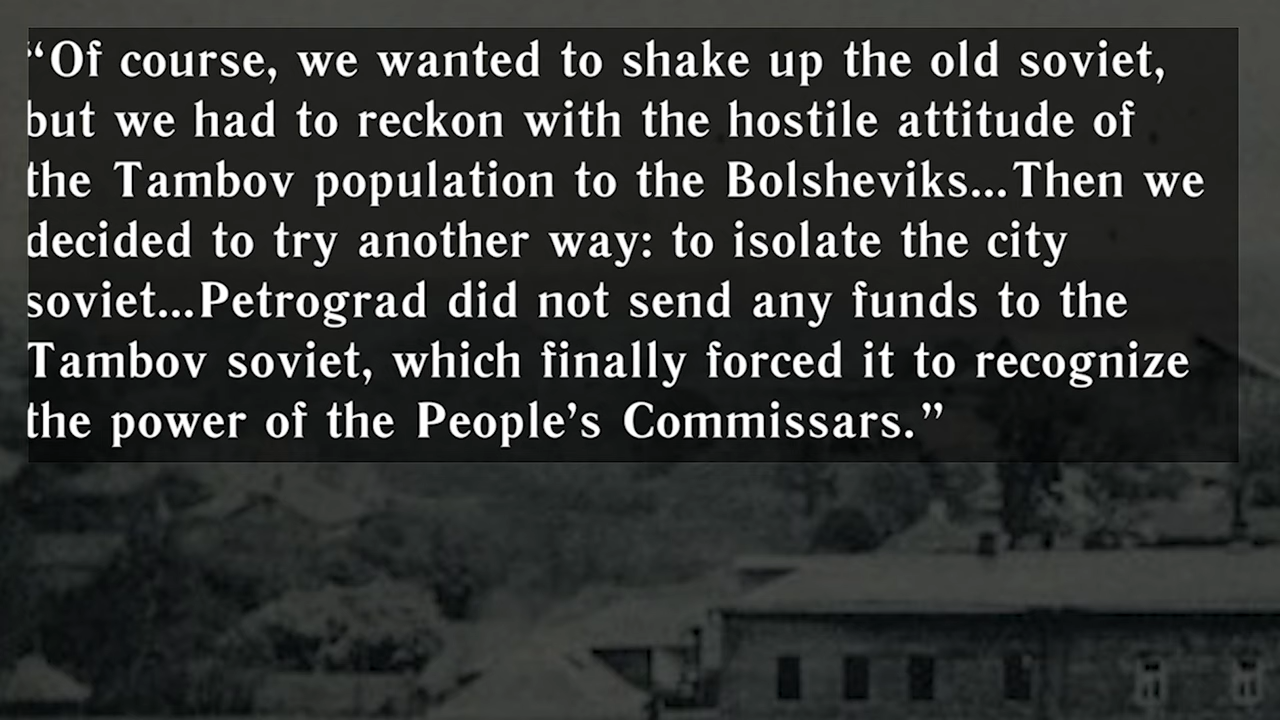 “Of course, we wanted to shake up the old soviet,
but we had to reckon with the hostile attitude of
the Tambov population to the Bolsheviks...Then we
decided to try another way: to isolate the city
soviet...Petrograd did not send any funds to the
Tambov soviet, which finally forced it to recognize
the power of the People’s Commissars.”